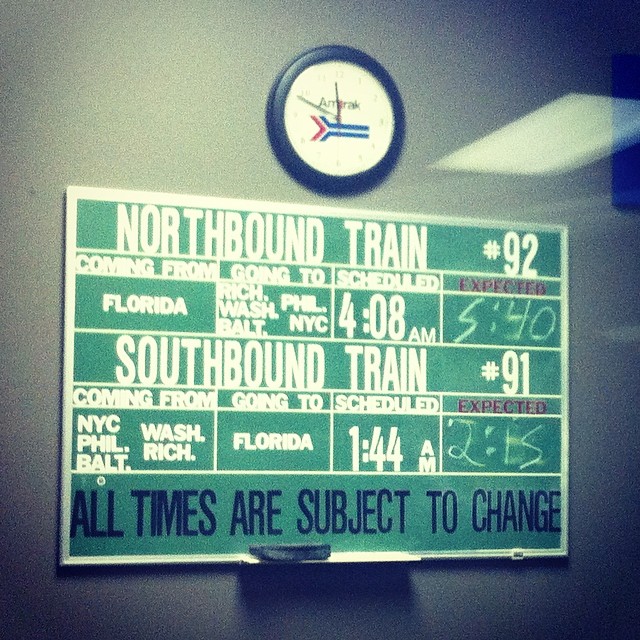 Amtrak
NORTHBOUND TRAIN #92
COMING FROM GOING TO SCHEDULED EXPECTED
FLORIDA RICH. WASH. PHIL. BALT. NYC 4:08 AM 5:40
SOUTHBOUND TRAIN #91
COMING FROM GOING TO SCHEDULED EXPECTED
NYC PHIL. BALT. WASH. RICH. FLORIDA 1:44 AM 2:15
ALL TIMES ARE SUBJECT TO CHANGE